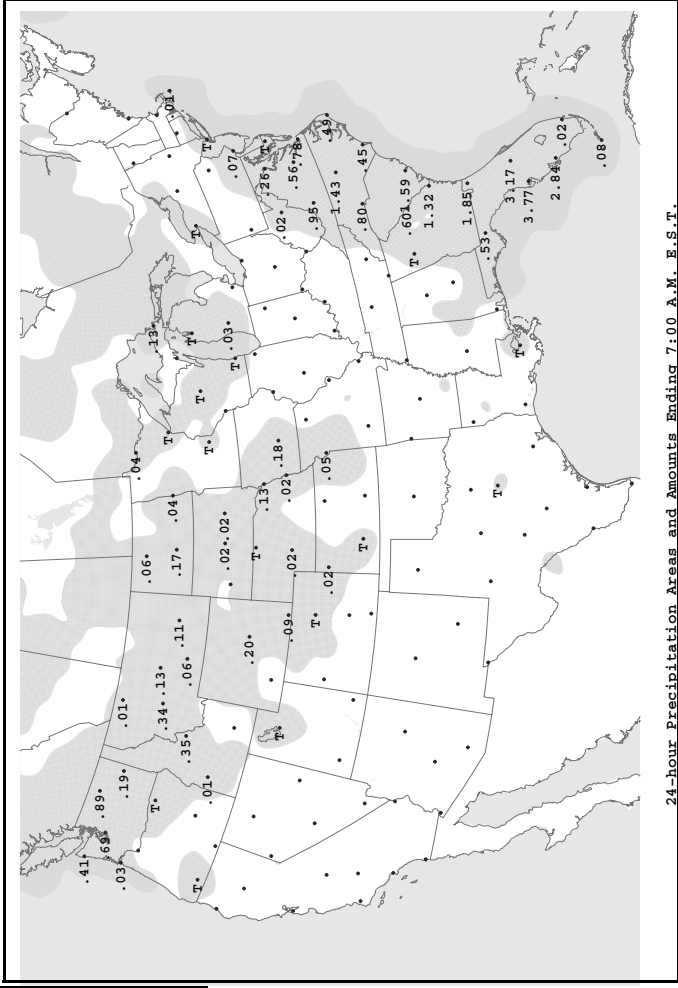 .41
.89
.69
.03
.19
.01
.04
.06
.13
T
.34
.13
T
.01
.04
.17
.11
.35
.06
T
T
T
T
.01
T
T
.02
.02
.03
T
.07
.20
T
.13
.26
T
T
.18
.02
.09
.02
.02
.56
.78
T
.95
.02
.05
.49
1.43
T
.80
.45
.60
1.59
T
1.32
1.85
.53
T
3.17
T
3.77
2.84
.02
.08
24-hour Precipitation Areas and Amounts Ending 7:00 A.M. E.S.T.